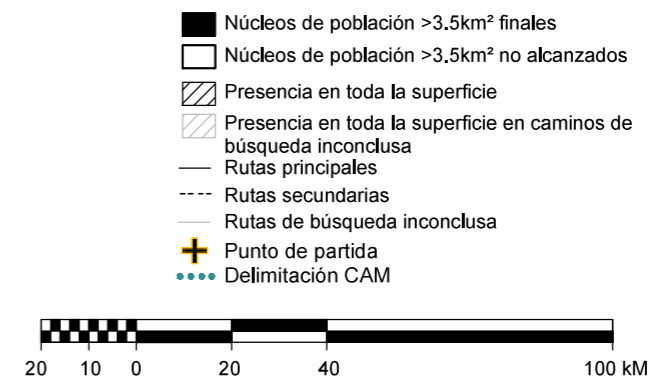 Núcleos de población >3.5km² finales
Núcleos de población >3.5km² no alcanzados
Presencia en toda la superficie
Presencia en toda la superficie en caminos de
búsqueda inconclusa
Rutas principales
Rutas secundarias
Rutas de búsqueda inconclusa
Punto de partida
Delimitación CAM
20 10 0 20 40 100 kM